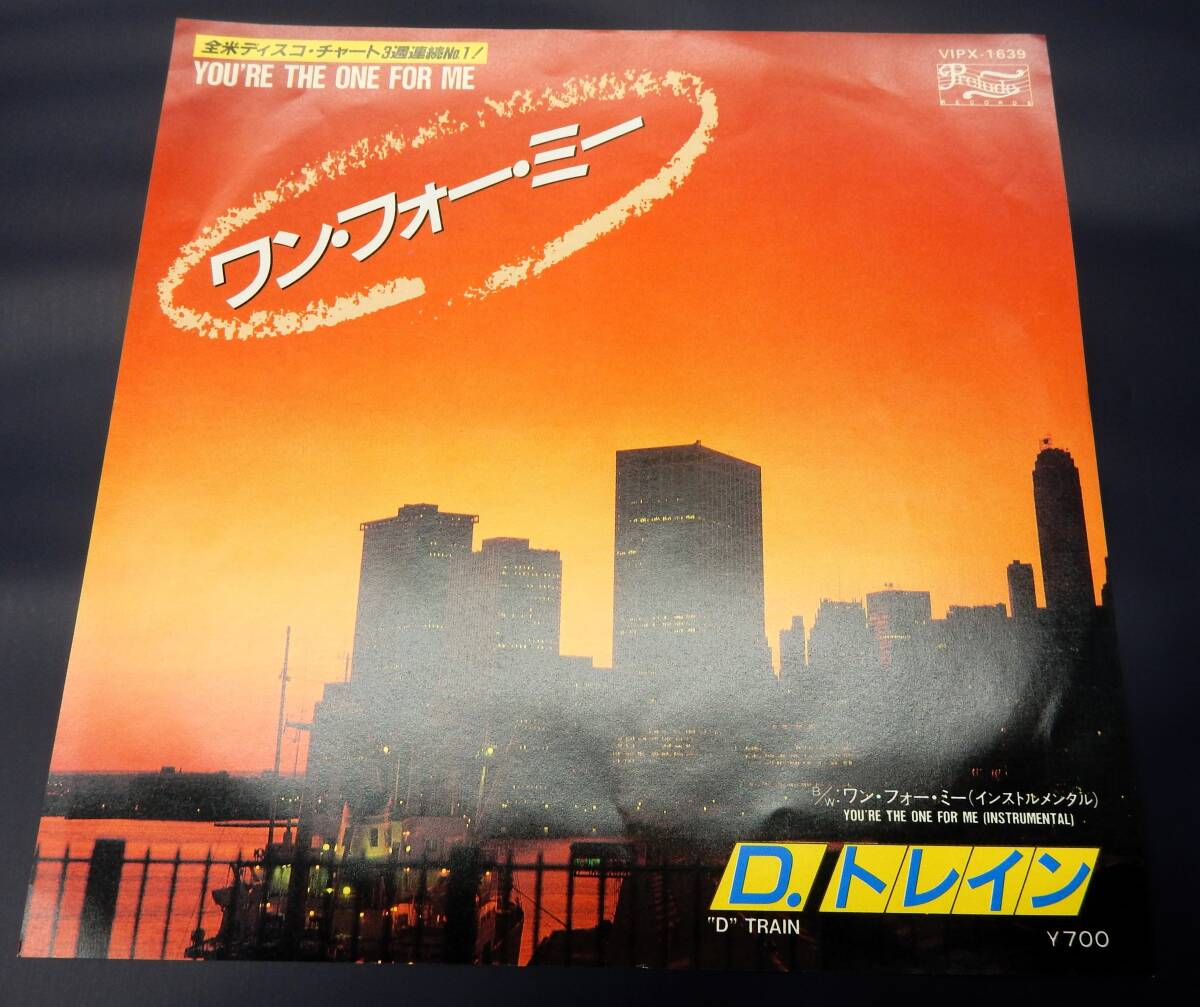 全米ディスコ・チャート3週連続No.1!
YOU'RE THE ONE FOR ME
VIPX-1639
Prelude
RECORDS
ワン・フォー・ミー
B/W:ワン・フォー・ミー(インストルメンタル)
YOU'RE THE ONE FOR ME (INSTRUMENTAL)
D.トレイン
"D" TRAIN
¥700